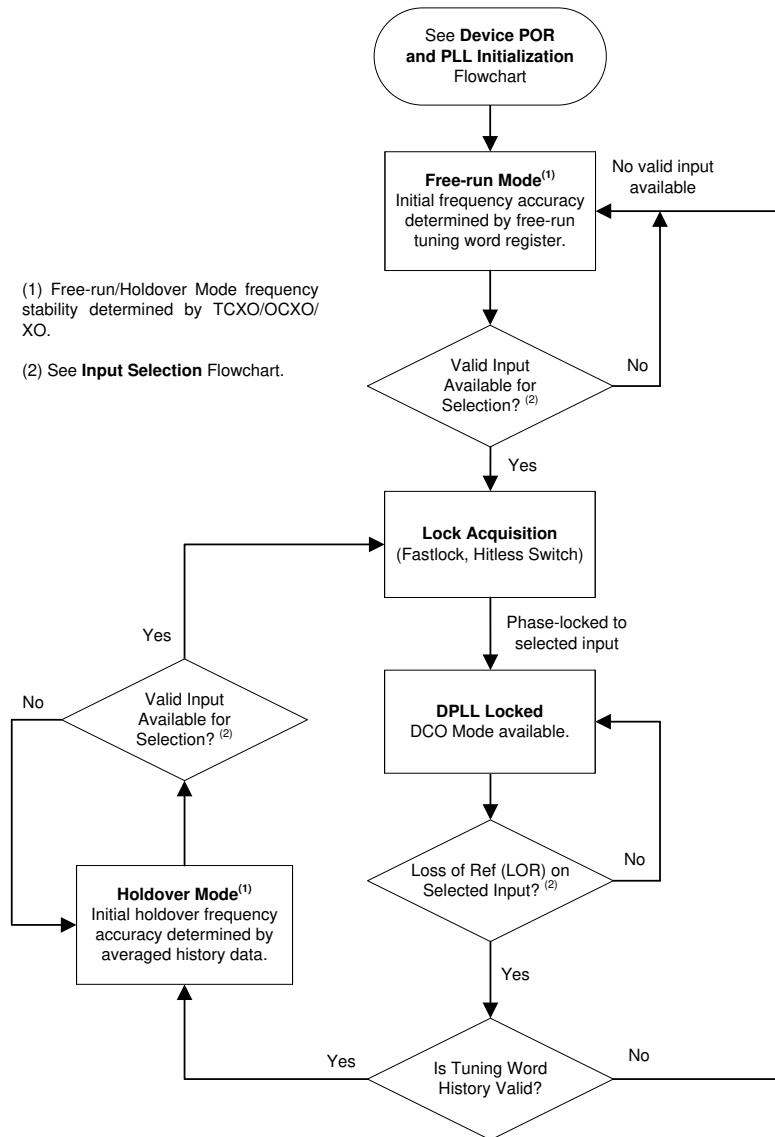 See Device POR
and PLL Initialization
Flowchart
No valid input
available
Free-run Mode(1)
Initial frequency accuracy
determined by free-run
tuning word register.
(1) Free-run/Holdover Mode frequency
stability determined by TCXO/OCXO/
XO.
(2) See Input Selection Flowchart.
Valid Input
Available for
Selection? (2)
No
Yes
Lock Acquisition
(Fastlock, Hitless Switch)
Phase-locked to
selected input
Yes
No
Valid Input
Available for
Selection? (2)
DPLL Locked
DCO Mode available.
Loss of Ref (LOR) on
Selected Input? (2)
No
Holdover Mode(1)
Initial holdover frequency
accuracy determined by
averaged history data.
Yes
Yes
Is Tuning Word
History Valid?
No